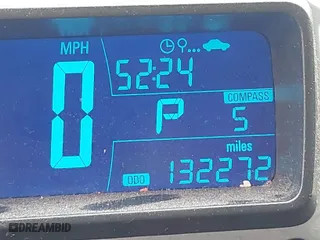 MPH
52:24
0
P
COMPASS
S
miles
ODO 132272
DREAMBID